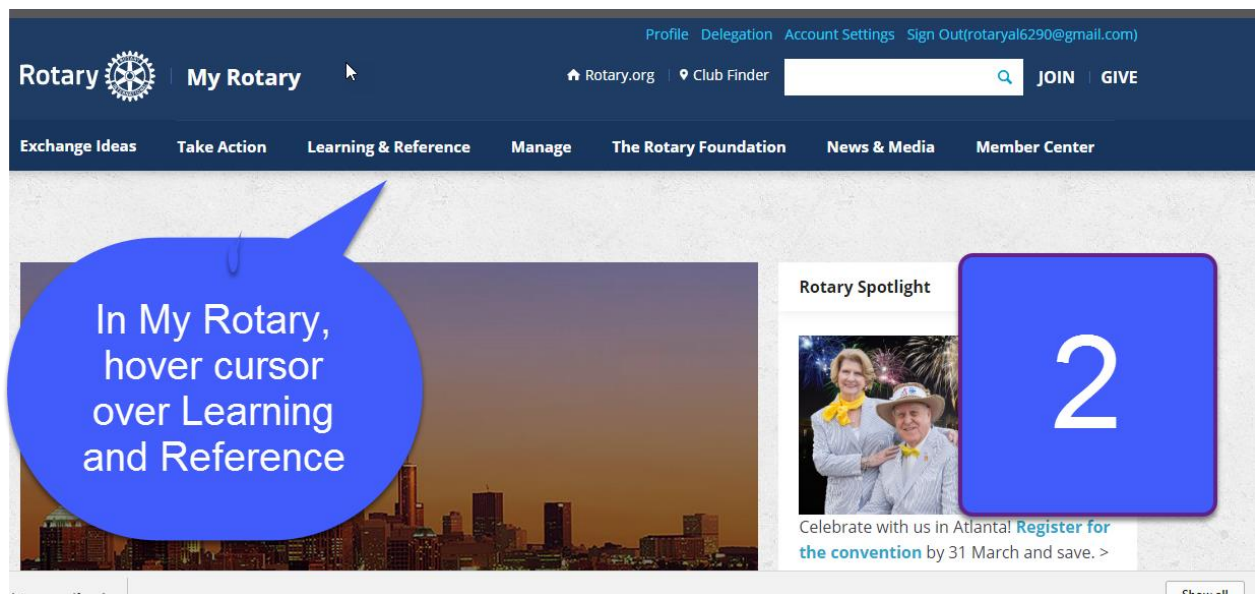 Profile Delegation Account Settings Sign Out(rotaryal6290@gmail.com)
Rotary My Rotary Rotary.org Club Finder JOIN GIVE
Exchange Ideas Take Action Learning & Reference Manage The Rotary Foundation News & Media Member Center
In My Rotary,
hover cursor
over Learning
and Reference
Rotary Spotlight
2
Celebrate with us in Atlanta! Register for
the convention by 31 March and save. >
Show all